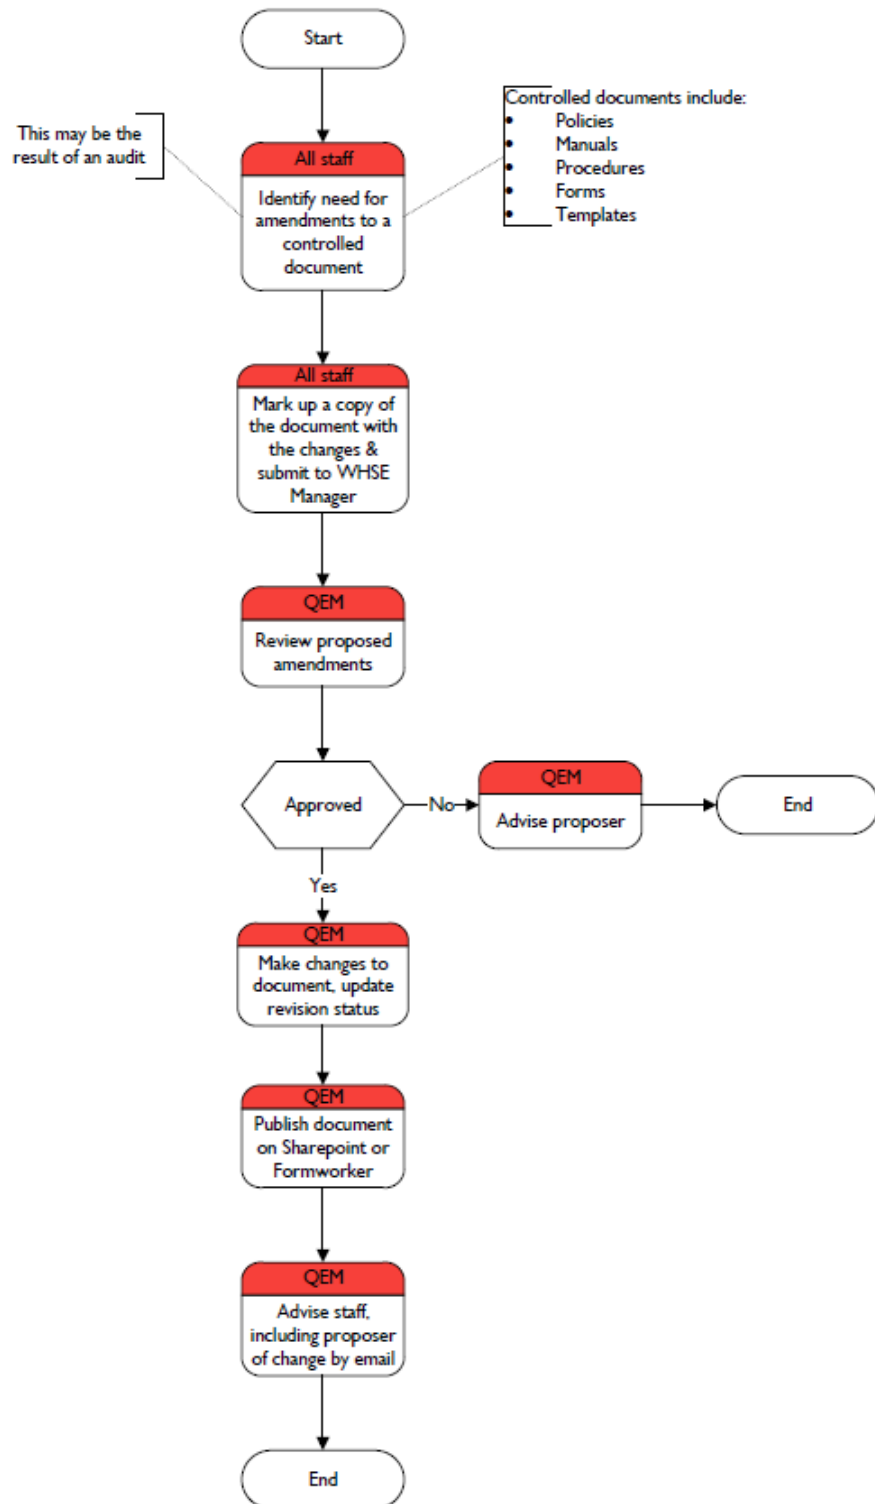 Start
This may be the
result of an audit
Controlled documents include:
• Policies
• Manuals
• Procedures
• Forms
• Templates
All staff
Identify need for
amendments to a
controlled
document
All staff
Mark up a copy of
the document with
the changes &
submit to WHSE
Manager
QEM
Review proposed
amendments
Approved
No
QEM
Advise proposer
End
Yes
QEM
Make changes to
document, update
revision status
QEM
Publish document
on Sharepoint or
Formworker
QEM
Advise staff,
including proposer
of change by email
End